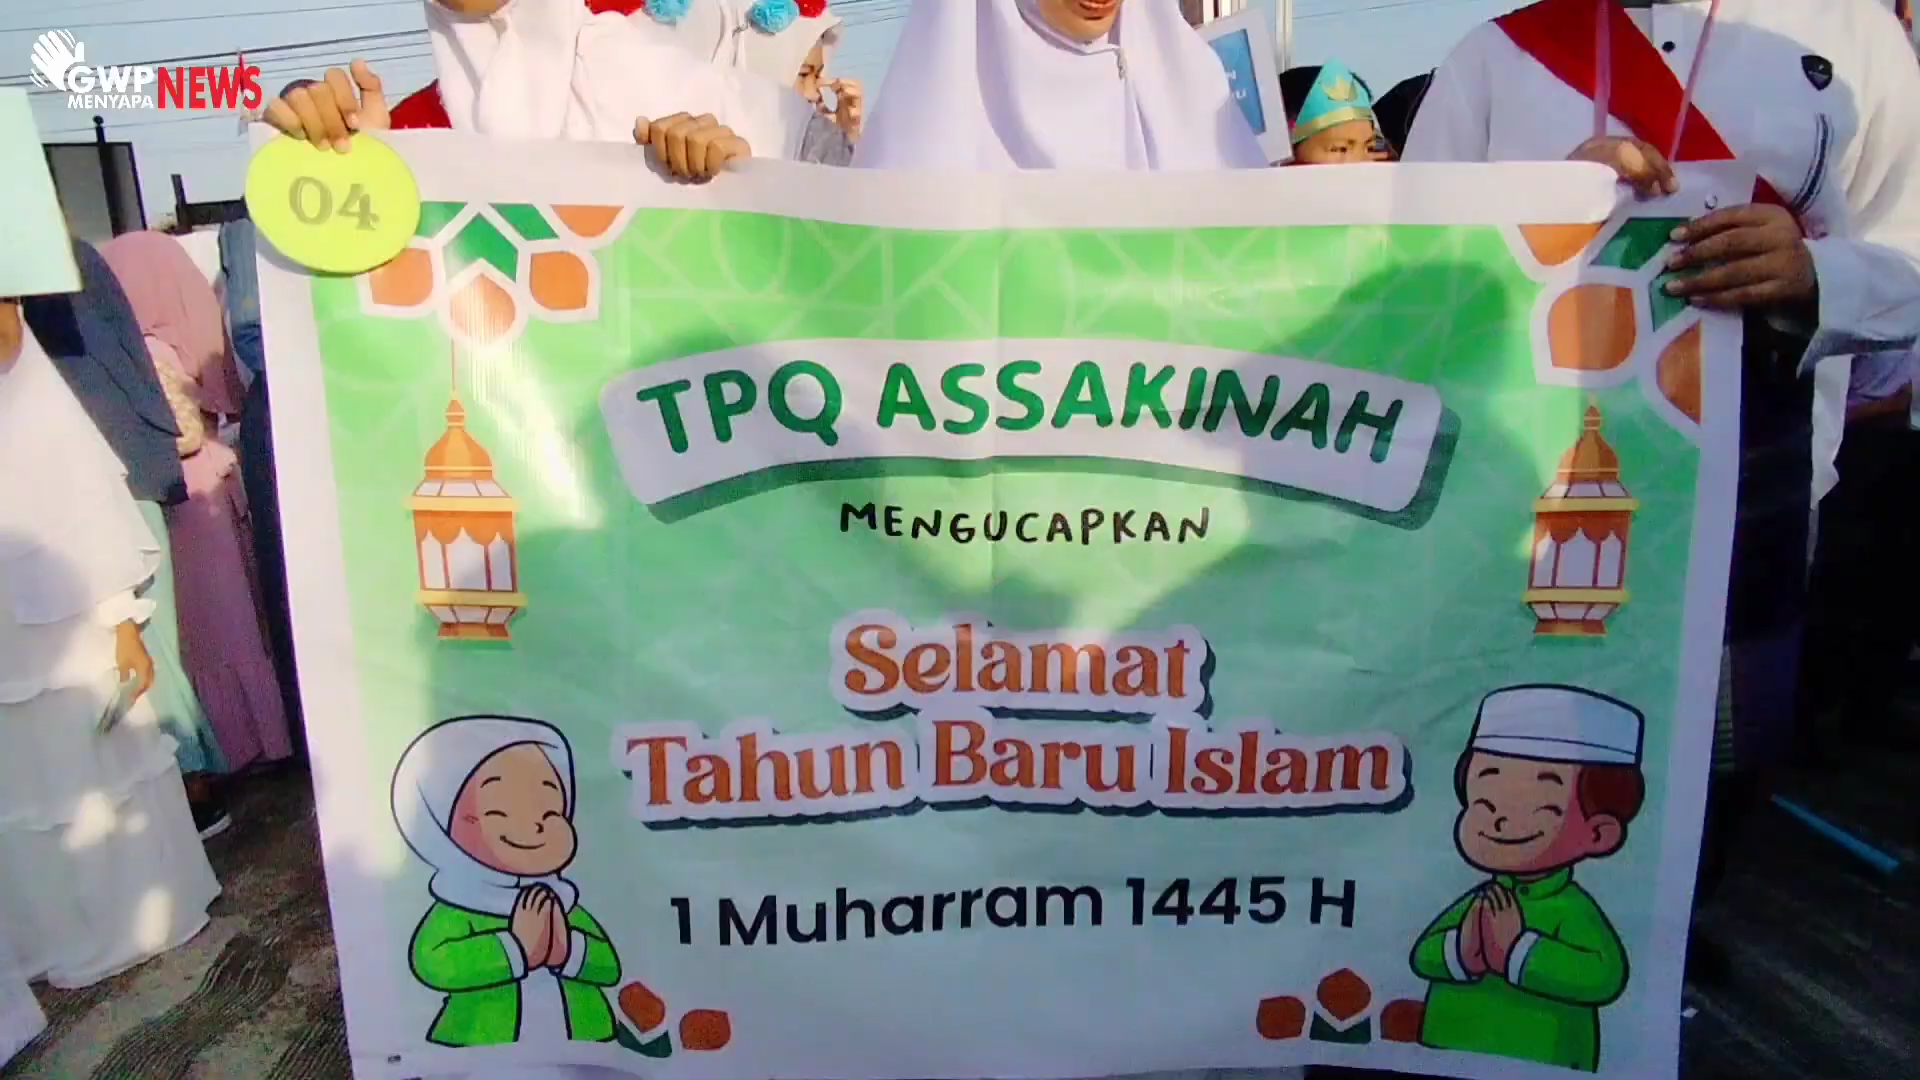 GWP NEWS
MENYAPA
04
TPQ ASSAKINAH
MENGUCAPKAN
Selamat
Tahun Baru Islam
1 Muharram 1445 H